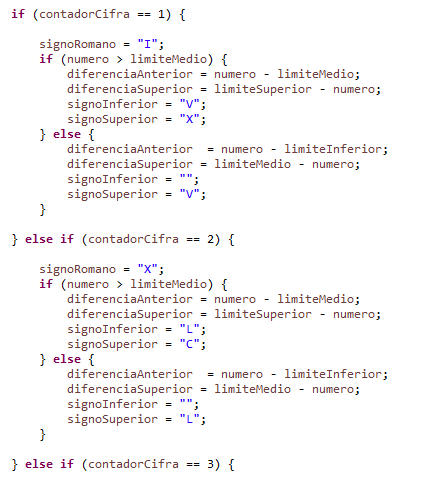 if (contadorCifra == 1) {
signoRomano = "I";
if (numero > limiteMedio) {
diferenciaAnterior = numero - limiteMedio;
diferenciaSuperior = limiteSuperior - numero;
signoInferior = "V";
signoSuperior = "X";
} else {
diferenciaAnterior  = numero - limiteInferior;
diferenciaSuperior = limiteMedio - numero;
signoInferior = "";
signoSuperior = "V";
}
} else if (contadorCifra == 2) {
signoRomano = "X";
if (numero > limiteMedio) {
diferenciaAnterior = numero - limiteMedio;
diferenciaSuperior = limiteSuperior - numero;
signoInferior = "L";
signoSuperior = "C";
} else {
diferenciaAnterior  = numero - limiteInferior;
diferenciaSuperior = limiteMedio - numero;
signoInferior = "";
signoSuperior = "L";
}
} else if (contadorCifra == 3) {